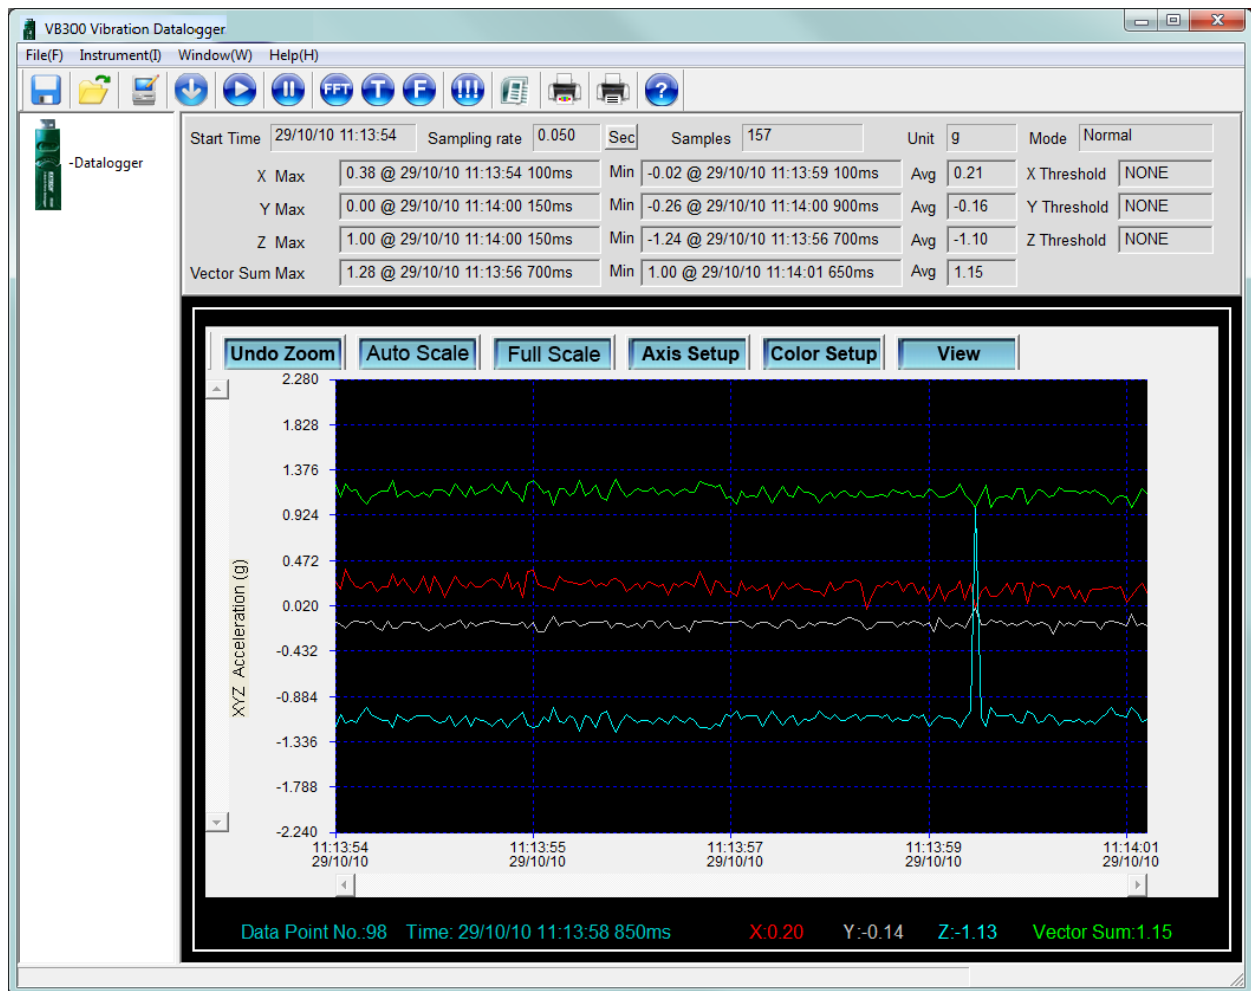 VB300 Vibration Datalogger
File(F) Instrument(I) Window(W) Help(H)
FFT T F !!! ?
-Datalogger
Start Time 29/10/10 11:13:54 Sampling rate 0.050 Sec Samples 157 Unit g Mode Normal
X Max 0.38 @ 29/10/10 11:13:54 100ms Min -0.02 @ 29/10/10 11:13:59 100ms Avg 0.21 X Threshold NONE
Y Max 0.00 @ 29/10/10 11:14:00 150ms Min -0.26 @ 29/10/10 11:14:00 900ms Avg -0.16 Y Threshold NONE
Z Max 1.00 @ 29/10/10 11:14:00 150ms Min -1.24 @ 29/10/10 11:13:56 700ms Avg -1.10 Z Threshold NONE
Vector Sum Max 1.28 @ 29/10/10 11:13:56 700ms Min 1.00 @ 29/10/10 11:14:01 650ms Avg 1.15
Undo Zoom Auto Scale Full Scale Axis Setup Color Setup View
XYZ Acceleration (g)
2.280
1.828
1.376
0.924
0.472
0.020
-0.432
-0.884
-1.336
-1.788
-2.240
11:13:54 11:13:55 11:13:57 11:13:59 11:14:01
29/10/10 29/10/10 29/10/10 29/10/10 29/10/10
Data Point No.:98 Time: 29/10/10 11:13:58 850ms X:0.20 Y:-0.14 Z:-1.13 Vector Sum:1.15